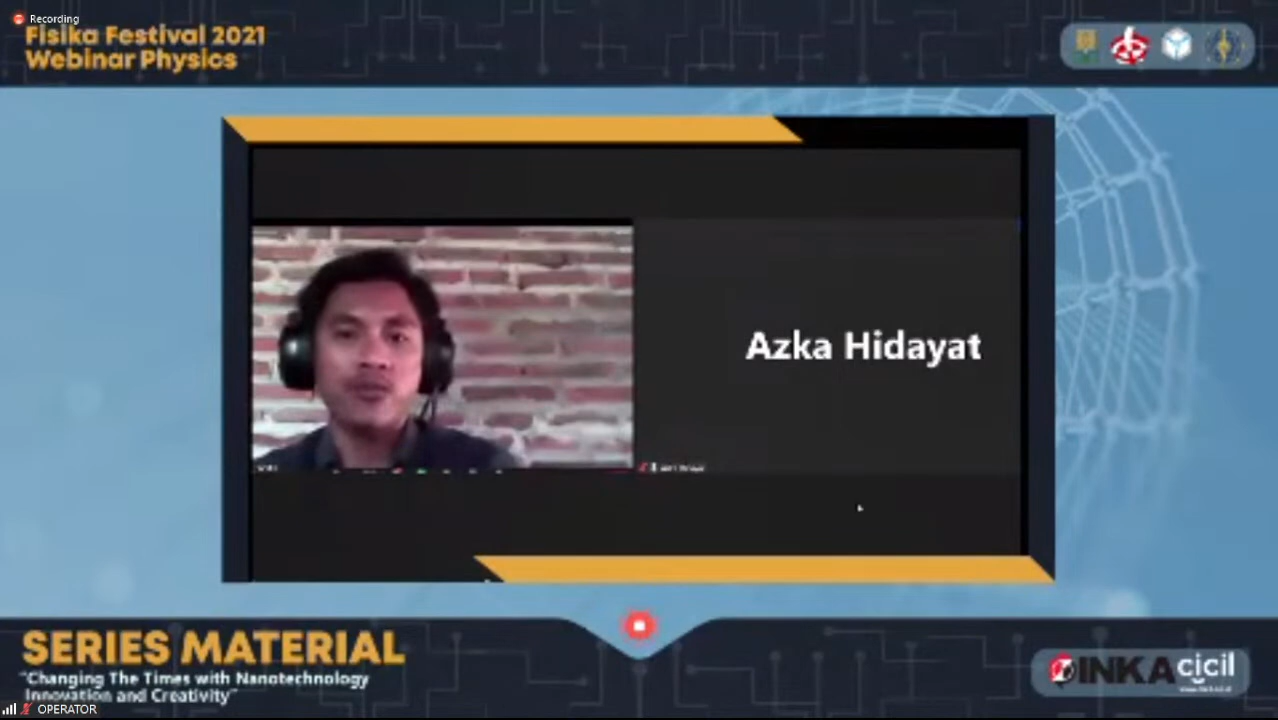 Recording
Fisika Festival 2021
Webinar Physics
Azka Hidayat
SERIES MATERIAL
"Changing The Times with Nanotechnology
Innovation and Creativity"
OPERATOR
INKA cicil